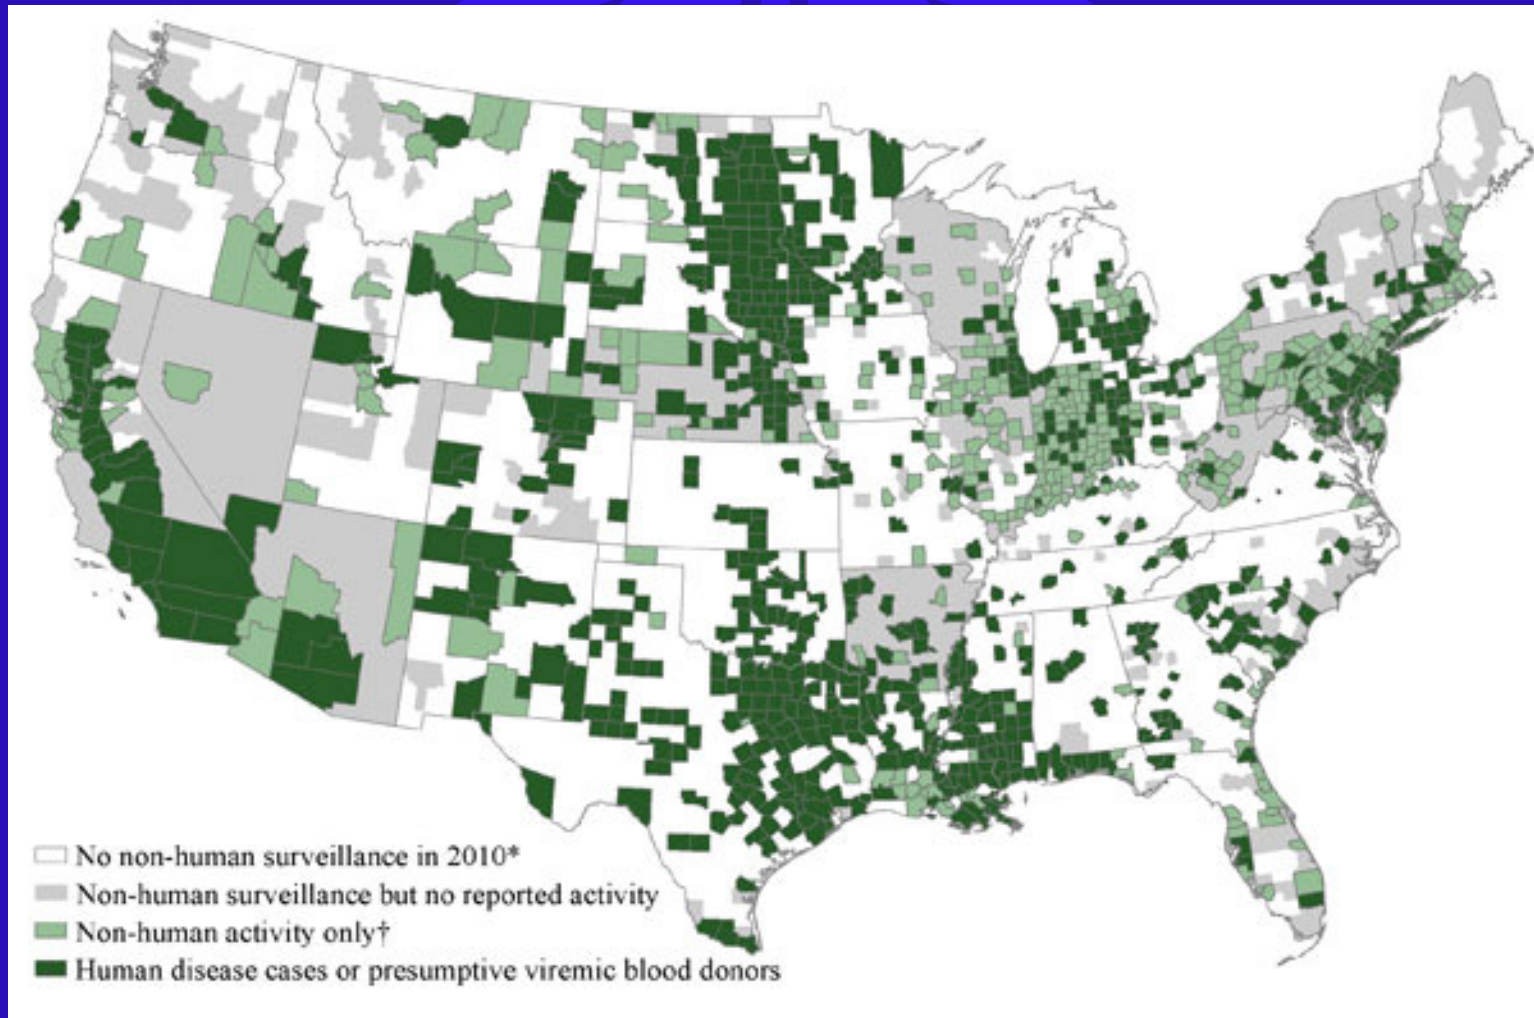 No non-human surveillance in 2010*
Non-human surveillance but no reported activity
Non-human activity only†
Human disease cases or presumptive viremic blood donors